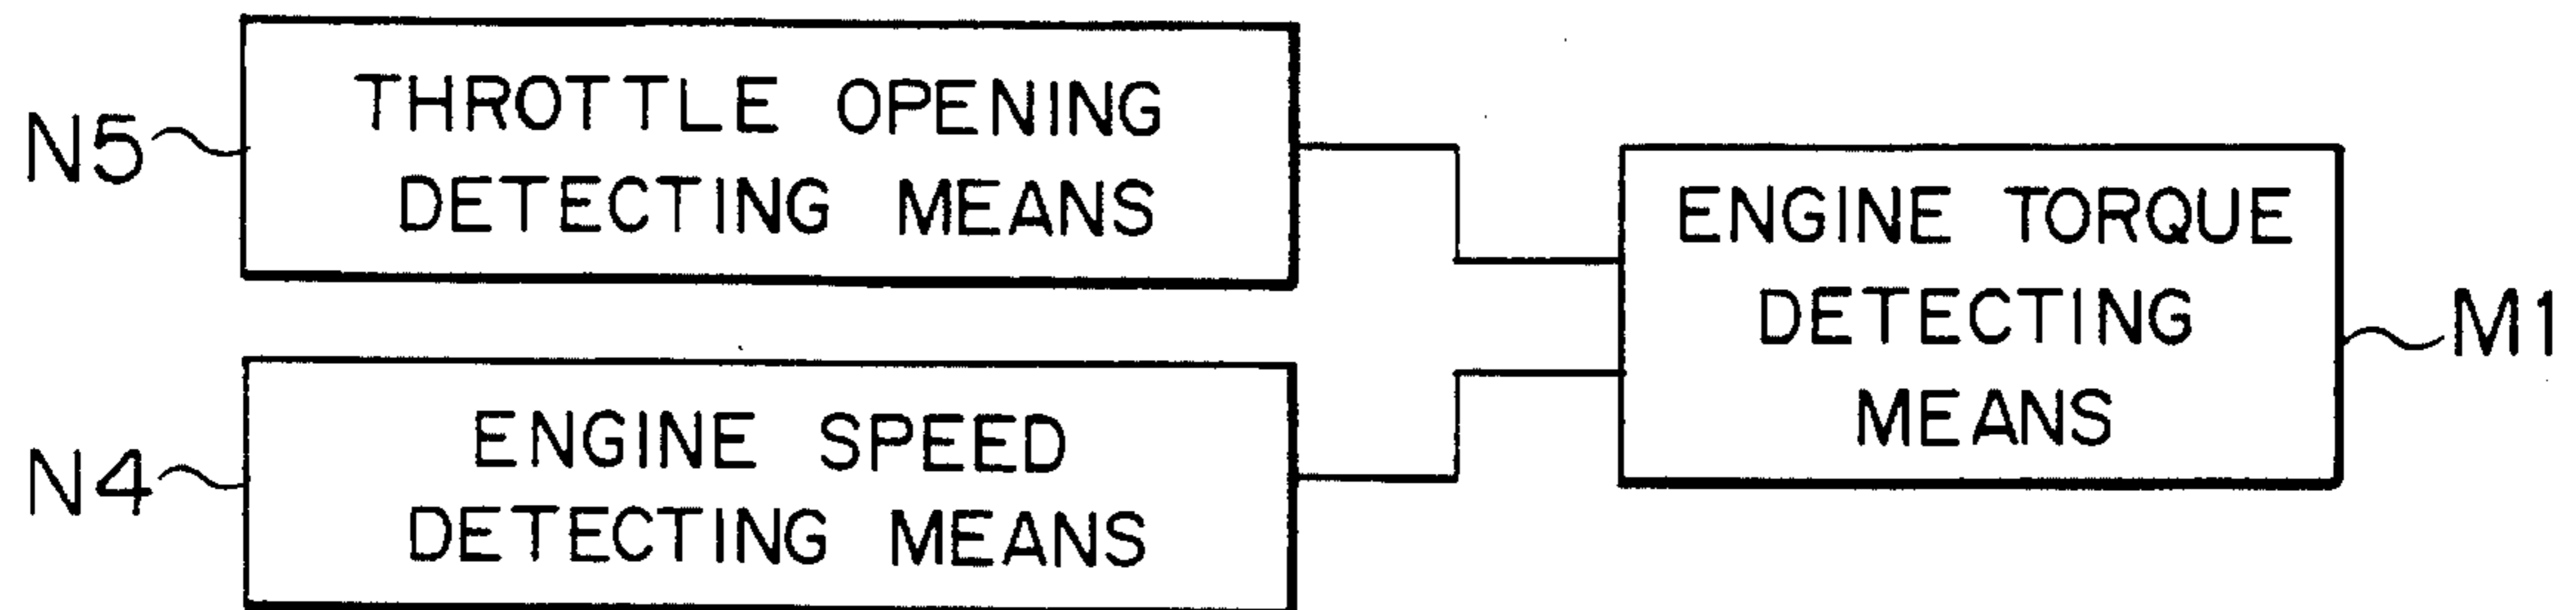 N5
THROTTLE OPENING
DETECTING MEANS
N4
ENGINE SPEED
DETECTING MEANS
ENGINE TORQUE
DETECTING
MEANS
M1